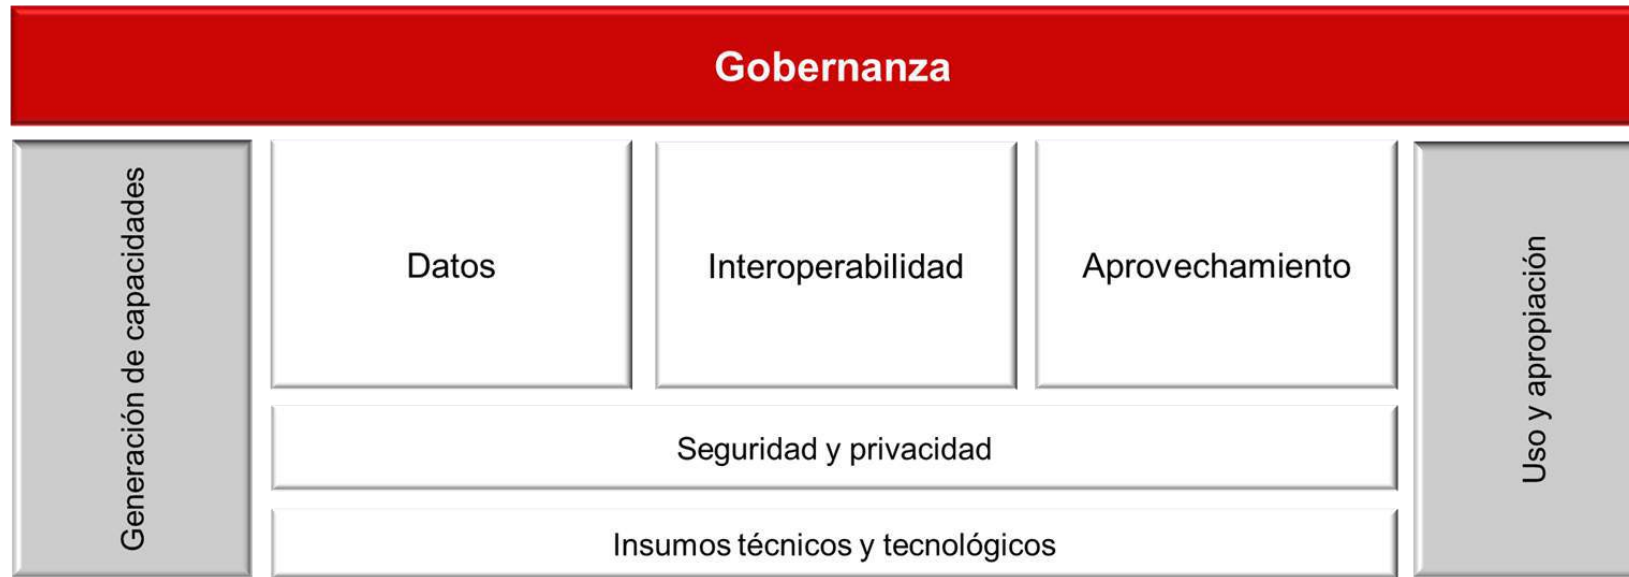 Gobernanza
Generación de capacidades
Datos
Interoperabilidad
Aprovechamiento
Uso y apropiación
Seguridad y privacidad
Insumos técnicos y tecnológicos